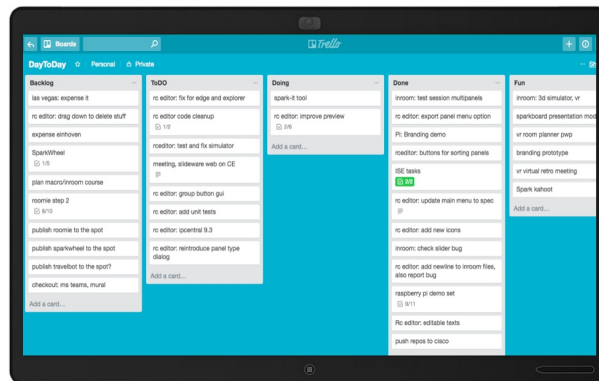 Boards
Trello
DayToDay
Personal
Private
Backlog
las vegas: expense it
rc editor: drag down to delete stuff
expense einhoven
SparkWheel
1/5
plan macro/inroom course
roomie step 2
8/10
publish roomie to the spot
publish sparkwheel to the spot
publish travelbot to the spot?
checkout: ms teams, mural
Add a card...
ToDO
rc editor: fix for edge and explorer
rc editor code cleanup
1/2
roeditor: test and fix simulator
meeting, slideware web on CE
rc editor: group button gui
rc editor: add unit tests
rc editor: ipcentral 9.3
rc editor: reintroduce panel type
dialog
Add a card...
Doing
spark-it tool
rc editor: improve preview
2/6
Add a card...
Done
inroom: test session multipanels
rc editor: export panel menu option
Pi: Branding demo
roeditor: buttons for sorting panels
ISE tasks
2/2
rc editor: update main menu to spec
rc editor: add new icons
inroom: check slider bug
rc editor: add newline to inroom files,
also report bug
raspberry pi demo set
9/11
Rc editor: editable texts
push repos to cisco
Fun
inroom: 3d simulator, vr
sparkboard presentation mod
vr room planner pwp
branding prototype
vr virtual retro meeting
Spark kahoot
Add a card...